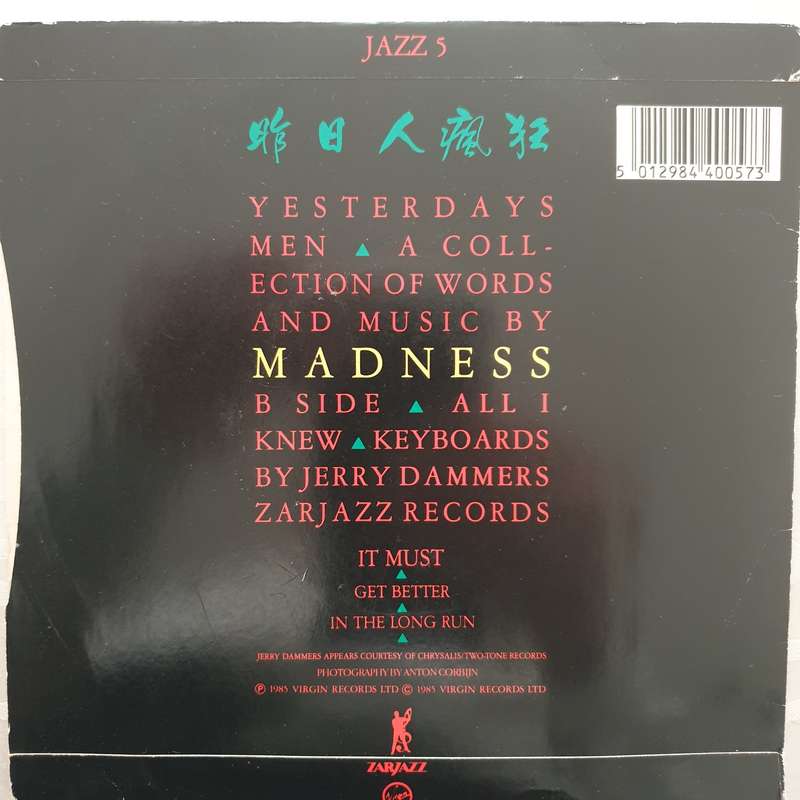 JAZZ 5
昨日人瘋狂
5 012984 400573
YESTERDAYS
MEN ▲ A COLL-
ECTION OF WORDS
AND MUSIC BY
MADNESS
B SIDE ▲ ALL I
KNEW ▲ KEYBOARDS
BY JERRY DAMMERS
ZARJAZZ RECORDS
IT MUST
▲
GET BETTER
▲
IN THE LONG RUN
▲
JERRY DAMMERS APPEARS COURTESY OF CHRYSALIS/TWO-TONE RECORDS
PHOTOGRAPHY BY ANTON CORBIJN
Ⓟ 1985 VIRGIN RECORDS LTD © 1985 VIRGIN RECORDS LTD
ZARJAZZ